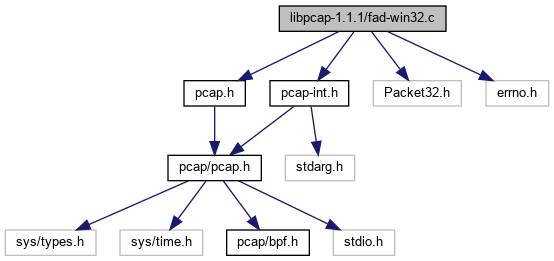 libpcap-1.1.1/fad-win32.c
pcap.h
pcap-int.h
Packet32.h
errno.h
pcap/pcap.h
stdarg.h
sys/types.h
sys/time.h
pcap/bpf.h
stdio.h